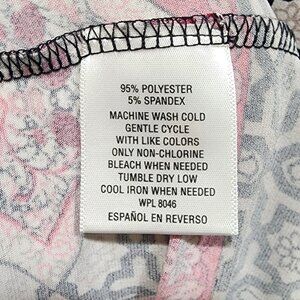 95% POLYESTER
5% SPANDEX
MACHINE WASH COLD
GENTLE CYCLE
WITH LIKE COLORS
ONLY NON-CHLORINE
BLEACH WHEN NEEDED
TUMBLE DRY LOW
COOL IRON WHEN NEEDED
WPL 8046
ESPAÑOL EN REVERSO